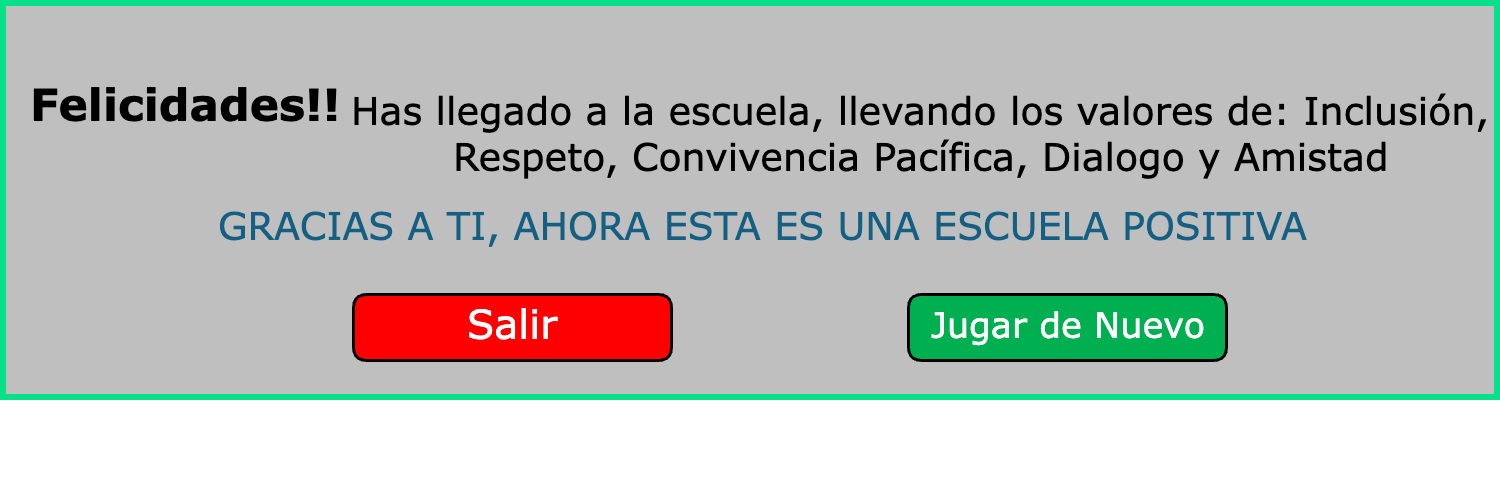 Felicidades!! Has llegado a la escuela, llevando los valores de: Inclusión,
Respeto, Convivencia Pacífica, Dialogo y Amistad
GRACIAS A TI, AHORA ESTA ES UNA ESCUELA POSITIVA
Salir
Jugar de Nuevo